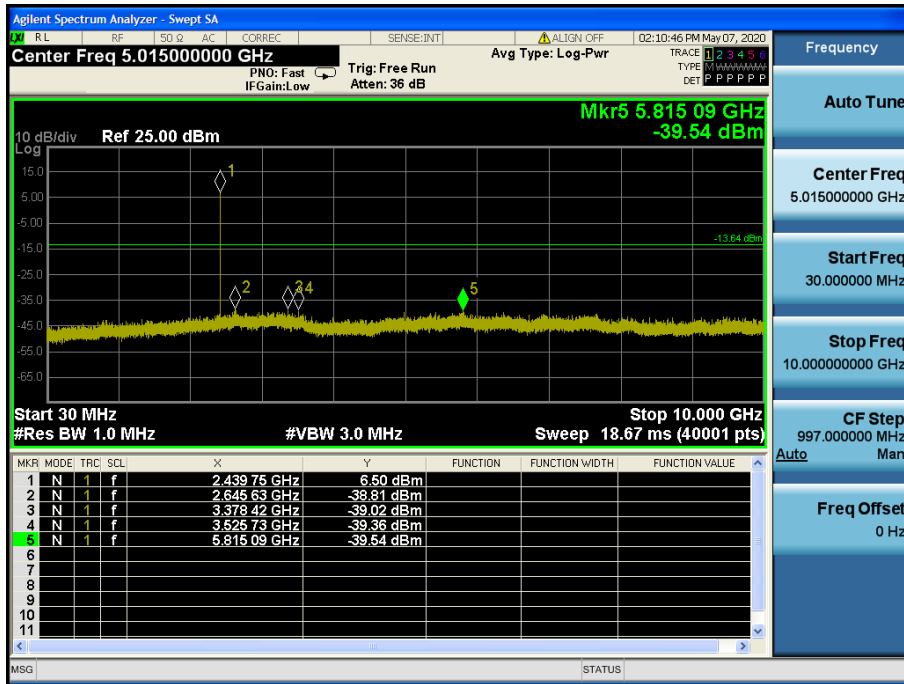 Agilent Spectrum Analyzer - Swept SA
LXI RL RF 50 Ω AC CORREC SENSE:INT ALIGN OFF 02:10:46 PM May 07, 2020
Center Freq 5.015000000 GHz
PNO: Fast
IFGain:Low
Trig: Free Run
Atten: 36 dB
Avg Type: Log-Pwr
TRACE 1 2 3 4 5 6
TYPE M WWWWW
DET P P P P P P
Mkr5 5.815 09 GHz
-39.54 dBm
10 dB/div Ref 25.00 dBm
Log
15.0
5.00
-5.00
-15.0
-25.0
-35.0
-45.0
-55.0
-65.0
1
2
3
4
5
-13.64 dBm
Start 30 MHz Stop 10.000 GHz
#Res BW 1.0 MHz #VBW 3.0 MHz Sweep 18.67 ms (40001 pts)
MKR MODE TRC SCL X Y FUNCTION FUNCTION WIDTH FUNCTION VALUE
1 N 1 f 2.439 75 GHz 6.50 dBm
2 N 1 f 2.645 63 GHz -38.81 dBm
3 N 1 f 3.378 42 GHz -39.02 dBm
4 N 1 f 3.525 73 GHz -39.36 dBm
5 N 1 f 5.815 09 GHz -39.54 dBm
6
7
8
9
10
11
MSG STATUS
Frequency
Auto Tune
Center Freq
5.015000000 GHz
Start Freq
30.000000 MHz
Stop Freq
10.000000000 GHz
CF Step
997.000000 MHz
Auto Man
Freq Offset
0 Hz